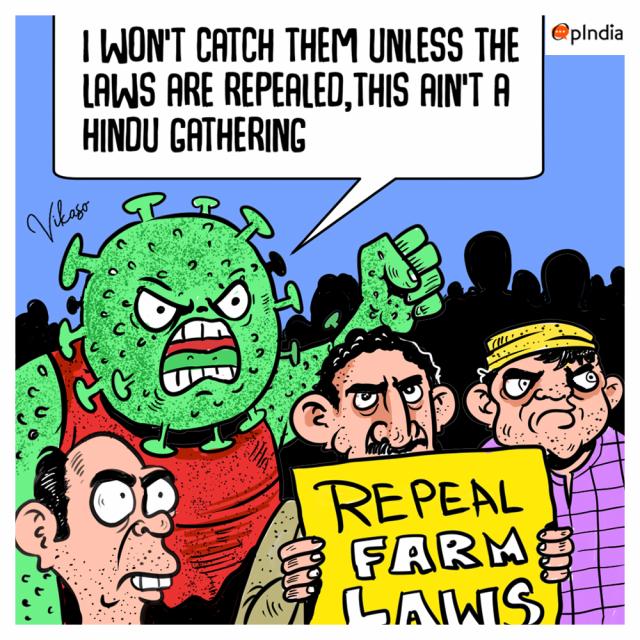 OpIndia
I WON'T CATCH THEM UNLESS THE
LAWS ARE REPEALED,THIS AIN'T A
HINDU GATHERING
Vikaso
REPEAL
FARM
LAWS